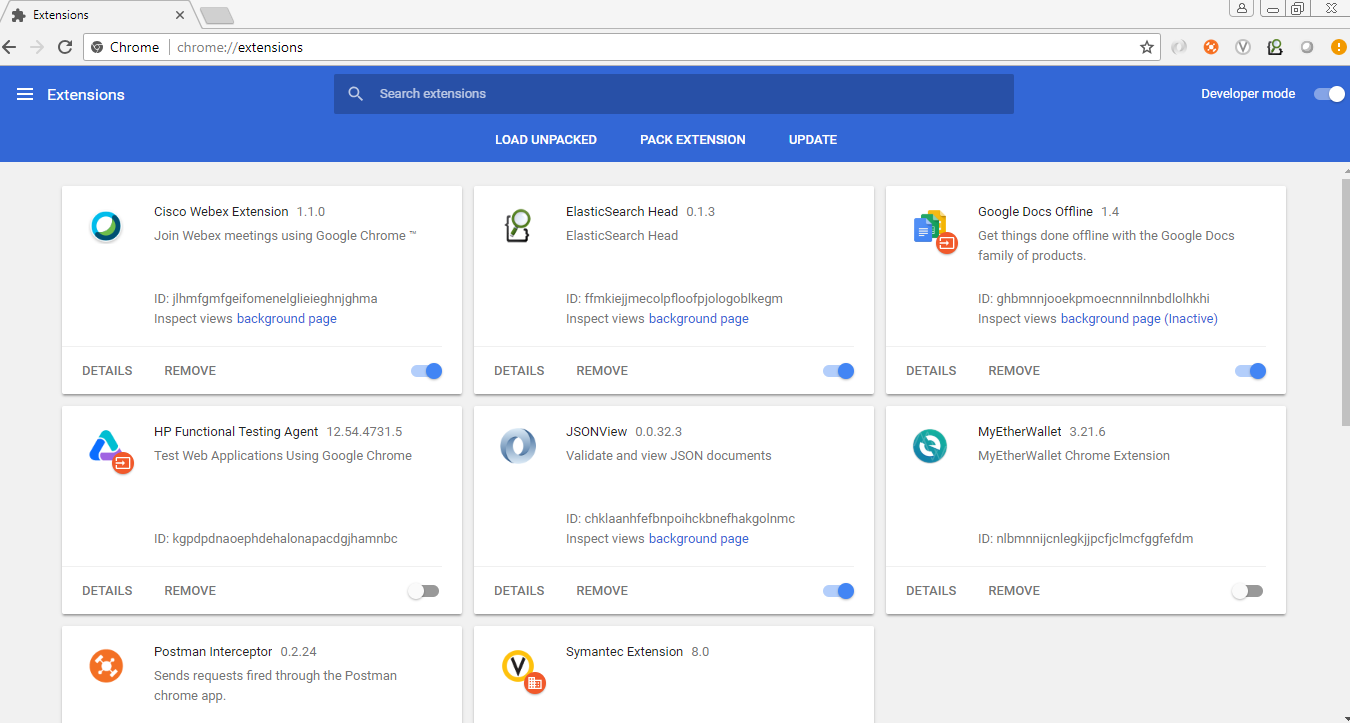 Extensions
Chrome chrome://extensions
Extensions
Search extensions
Developer mode
LOAD UNPACKED PACK EXTENSION UPDATE
Cisco Webex Extension 1.1.0
Join Webex meetings using Google Chrome ™
ID: jlhmfgmfgeifomenelglieieghnjghma
Inspect views background page
DETAILS REMOVE
ElasticSearch Head 0.1.3
ElasticSearch Head
ID: ffmkiejjmecolpfloofpjologoblkegm
Inspect views background page
DETAILS REMOVE
Google Docs Offline 1.4
Get things done offline with the Google Docs
family of products.
ID: ghbmnnjooekpmoecnnnilnnbdlolhkhi
Inspect views background page (Inactive)
DETAILS REMOVE
HP Functional Testing Agent 12.54.4731.5
Test Web Applications Using Google Chrome
ID: kgpdpdnaoephdehalonapacdgjhamnbc
DETAILS REMOVE
JSONView 0.0.32.3
Validate and view JSON documents
ID: chklaanhfefbnpoihckbnefhakgolnmc
Inspect views background page
DETAILS REMOVE
MyEtherWallet 3.21.6
MyEtherWallet Chrome Extension
ID: nlbmnnijcnlegkjjpcfjclmcfggfefdm
DETAILS REMOVE
Postman Interceptor 0.2.24
Sends requests fired through the Postman
chrome app.
Symantec Extension 8.0